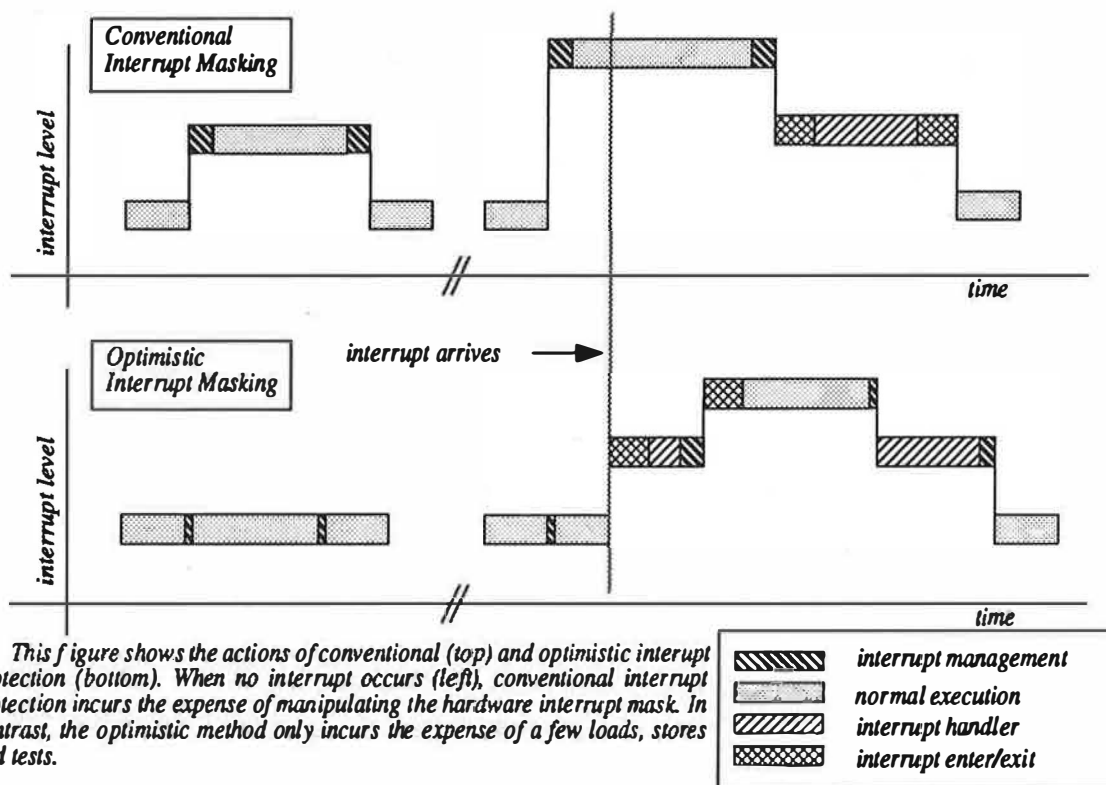 Conventional
Interrupt Masking
interrupt level
time
Optimistic
Interrupt Masking
interrupt arrives
interrupt level
time
This figure shows the actions of conventional (top) and optimistic interupt
otection (bottom). When no interrupt occurs (left), conventional interrupt
otection incurs the expense of manipulating the hardware interrupt mask. In
ntrast, the optimistic method only incurs the expense of a few loads, stores
d tests.
interrupt management
normal execution
interrupt handler
interrupt enter/exit